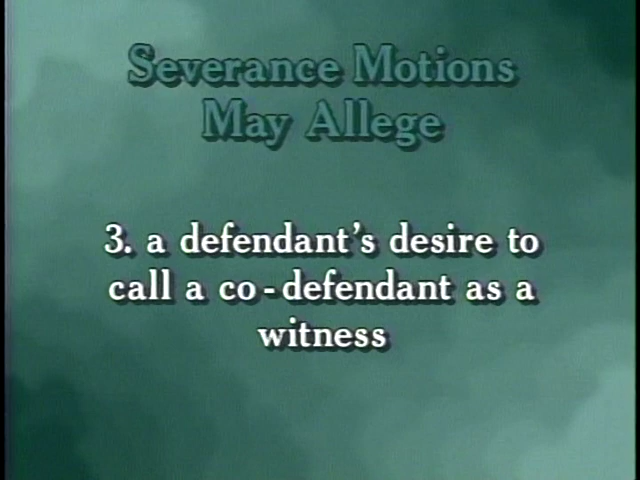 Severance Motions
May Allege
3. a defendant's desire to
call a co-defendant as a
witness